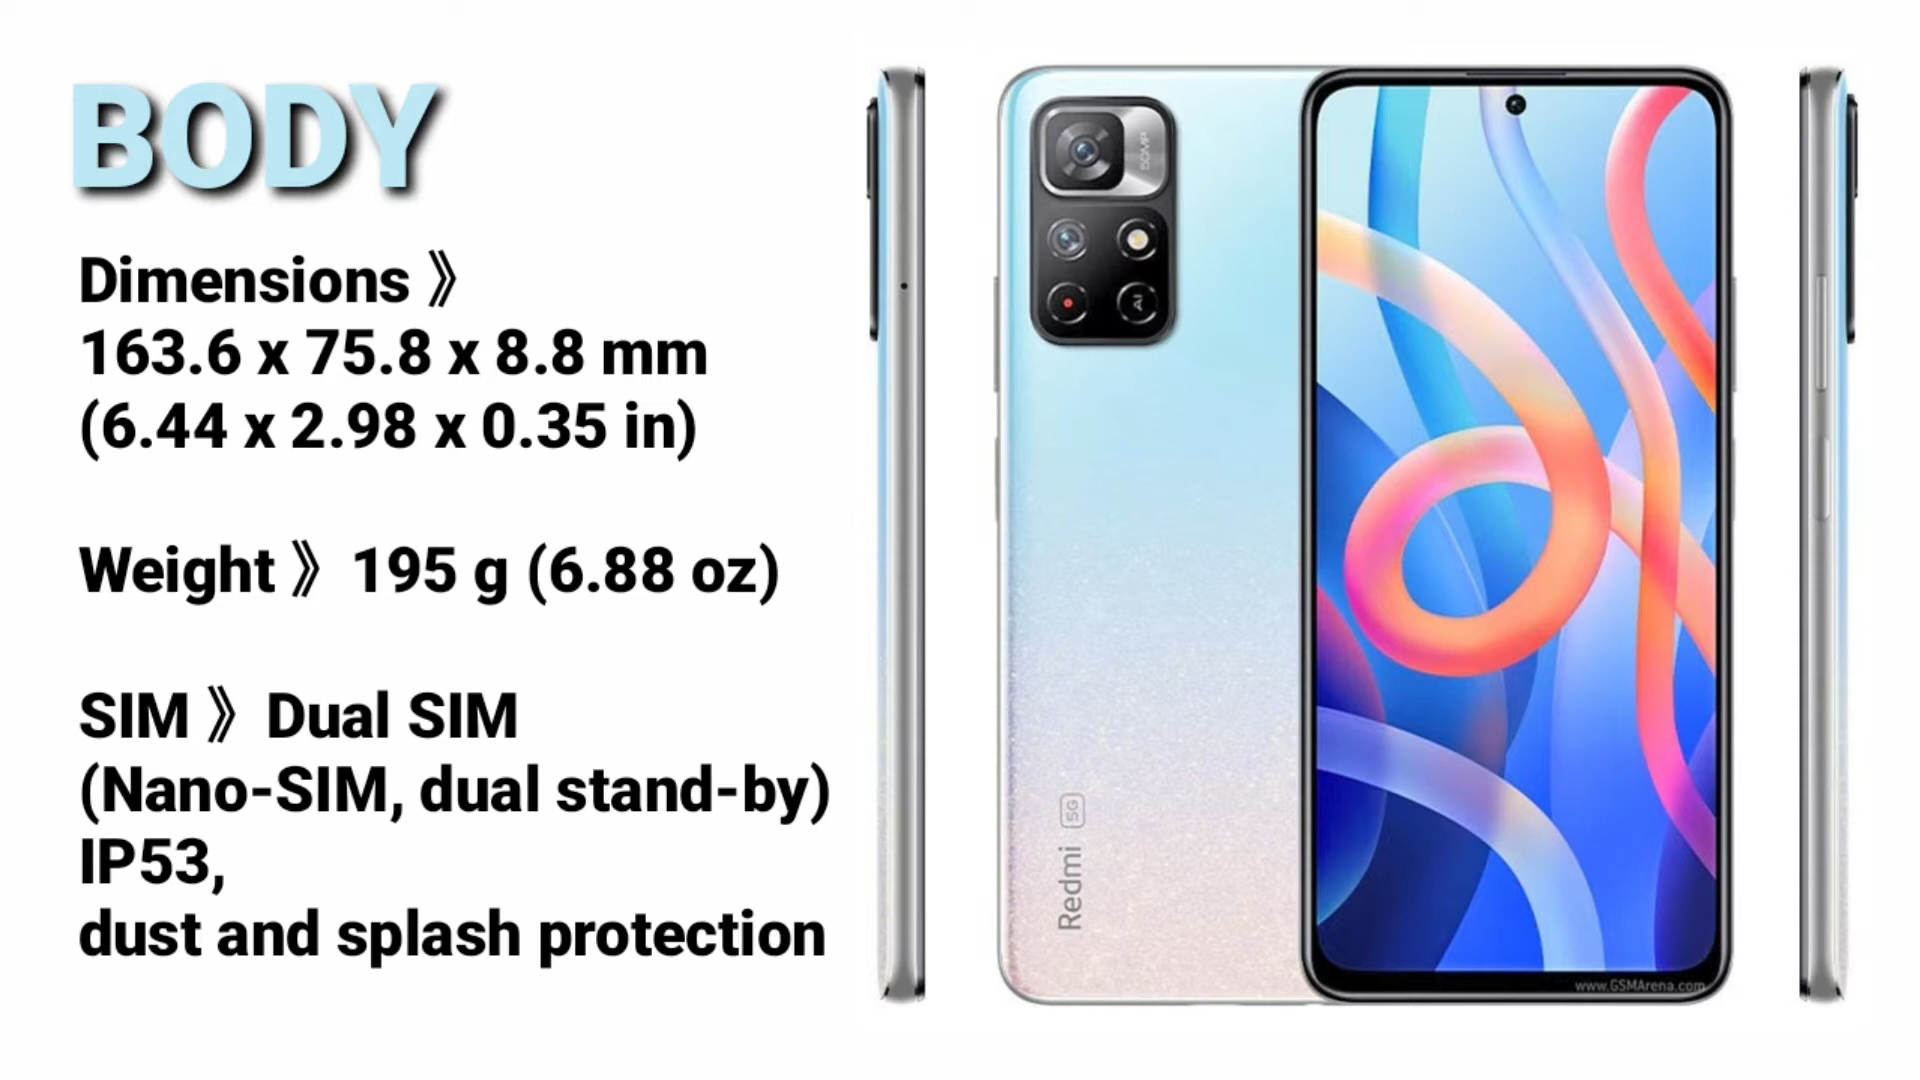 BODY
Dimensions 》
163.6 x 75.8 x 8.8 mm
(6.44 x 2.98 x 0.35 in)
Weight 》 195 g (6.88 oz)
SIM 》 Dual SIM
(Nano-SIM, dual stand-by)
IP53,
dust and splash protection
50MP
AI
Redmi 5G
www.GSMArena.com